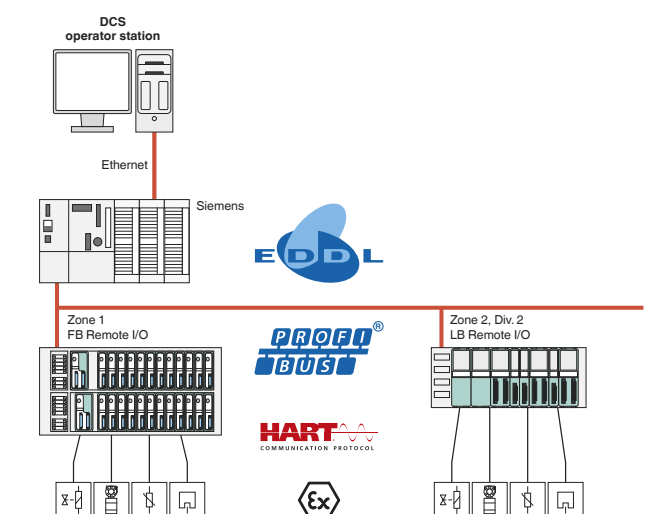 DCS
operator station
Ethernet
Siemens
EDDL
Zone 1
FB Remote I/O
Zone 2, Div. 2
LB Remote I/O
PROFI®
BUS
HART
COMMUNICATION PROTOCOL
Ex